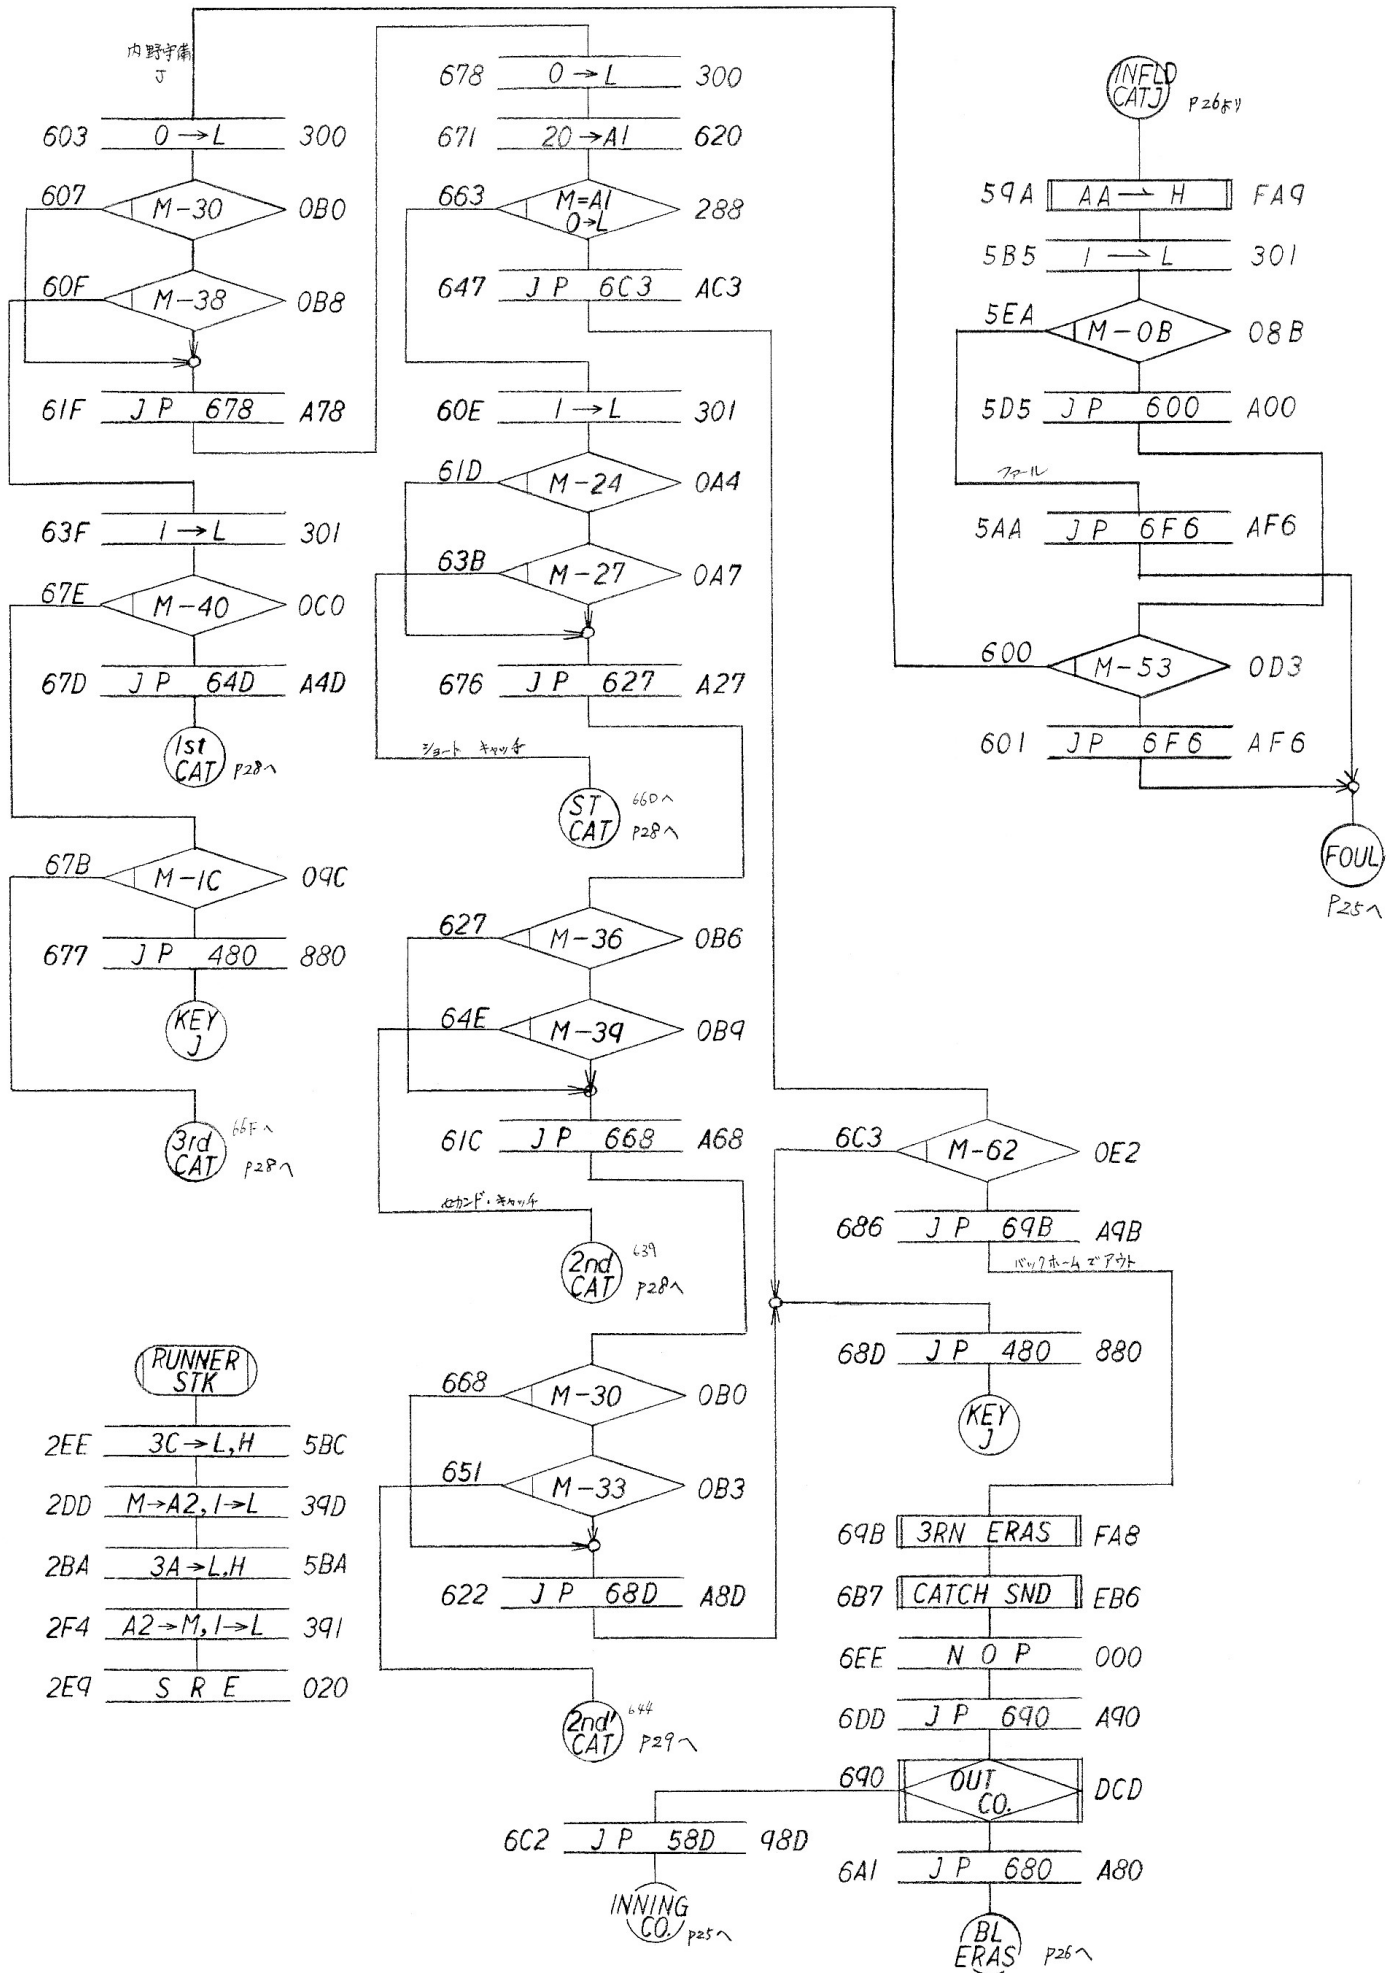 内野守備
J
603 0→L 300
607 M-30 0B0
60F M-38 0B8
61F JP 678 A78
63F 1→L 301
67E M-40 0C0
67D JP 64D A4D
1st
CAT P28へ
67B M-1C 09C
677 JP 480 880
KEY
J
3rd
CAT
66Fへ
P28へ
RUNNER
STK
2EE 3C→L,H 5BC
2DD M→A2,1→L 39D
2BA 3A→L,H 5BA
2F4 A2→M,1→L 391
2E9 SRE 020
678 0→L 300
671 20→A1 620
663 M=A1
0→L 288
647 JP 6C3 AC3
60E 1→L 301
61D M-24 0A4
63B M-27 0A7
676 JP 627 A27
ショート キャッチ
ST
CAT
66Dへ
P28へ
627 M-36 0B6
64E M-39 0B9
61C JP 668 A68
セカンド・キャッチ
2nd
CAT
639
P28へ
668 M-30 0B0
651 M-33 0B3
622 JP 68D A8D
2nd'
CAT
644
P29へ
INFLD
CATJ P26より
59A AA→H FA9
5B5 1→L 301
5EA M-0B 08B
5D5 JP 600 A00
ファール
5AA JP 6F6 AF6
600 M-53 0D3
601 JP 6F6 AF6
FOUL
P25へ
6C3 M-62 0E2
686 JP 69B A9B
バックホームでアウト
68D JP 480 880
KEY
J
69B 3RN ERAS FA8
6B7 CATCH SND EB6
6EE NOP 000
6DD JP 690 A90
690 OUT
CO. DCD
6C2 JP 58D 98D
INNING
CO. P25へ
6A1 JP 680 A80
BL
ERAS P26へ